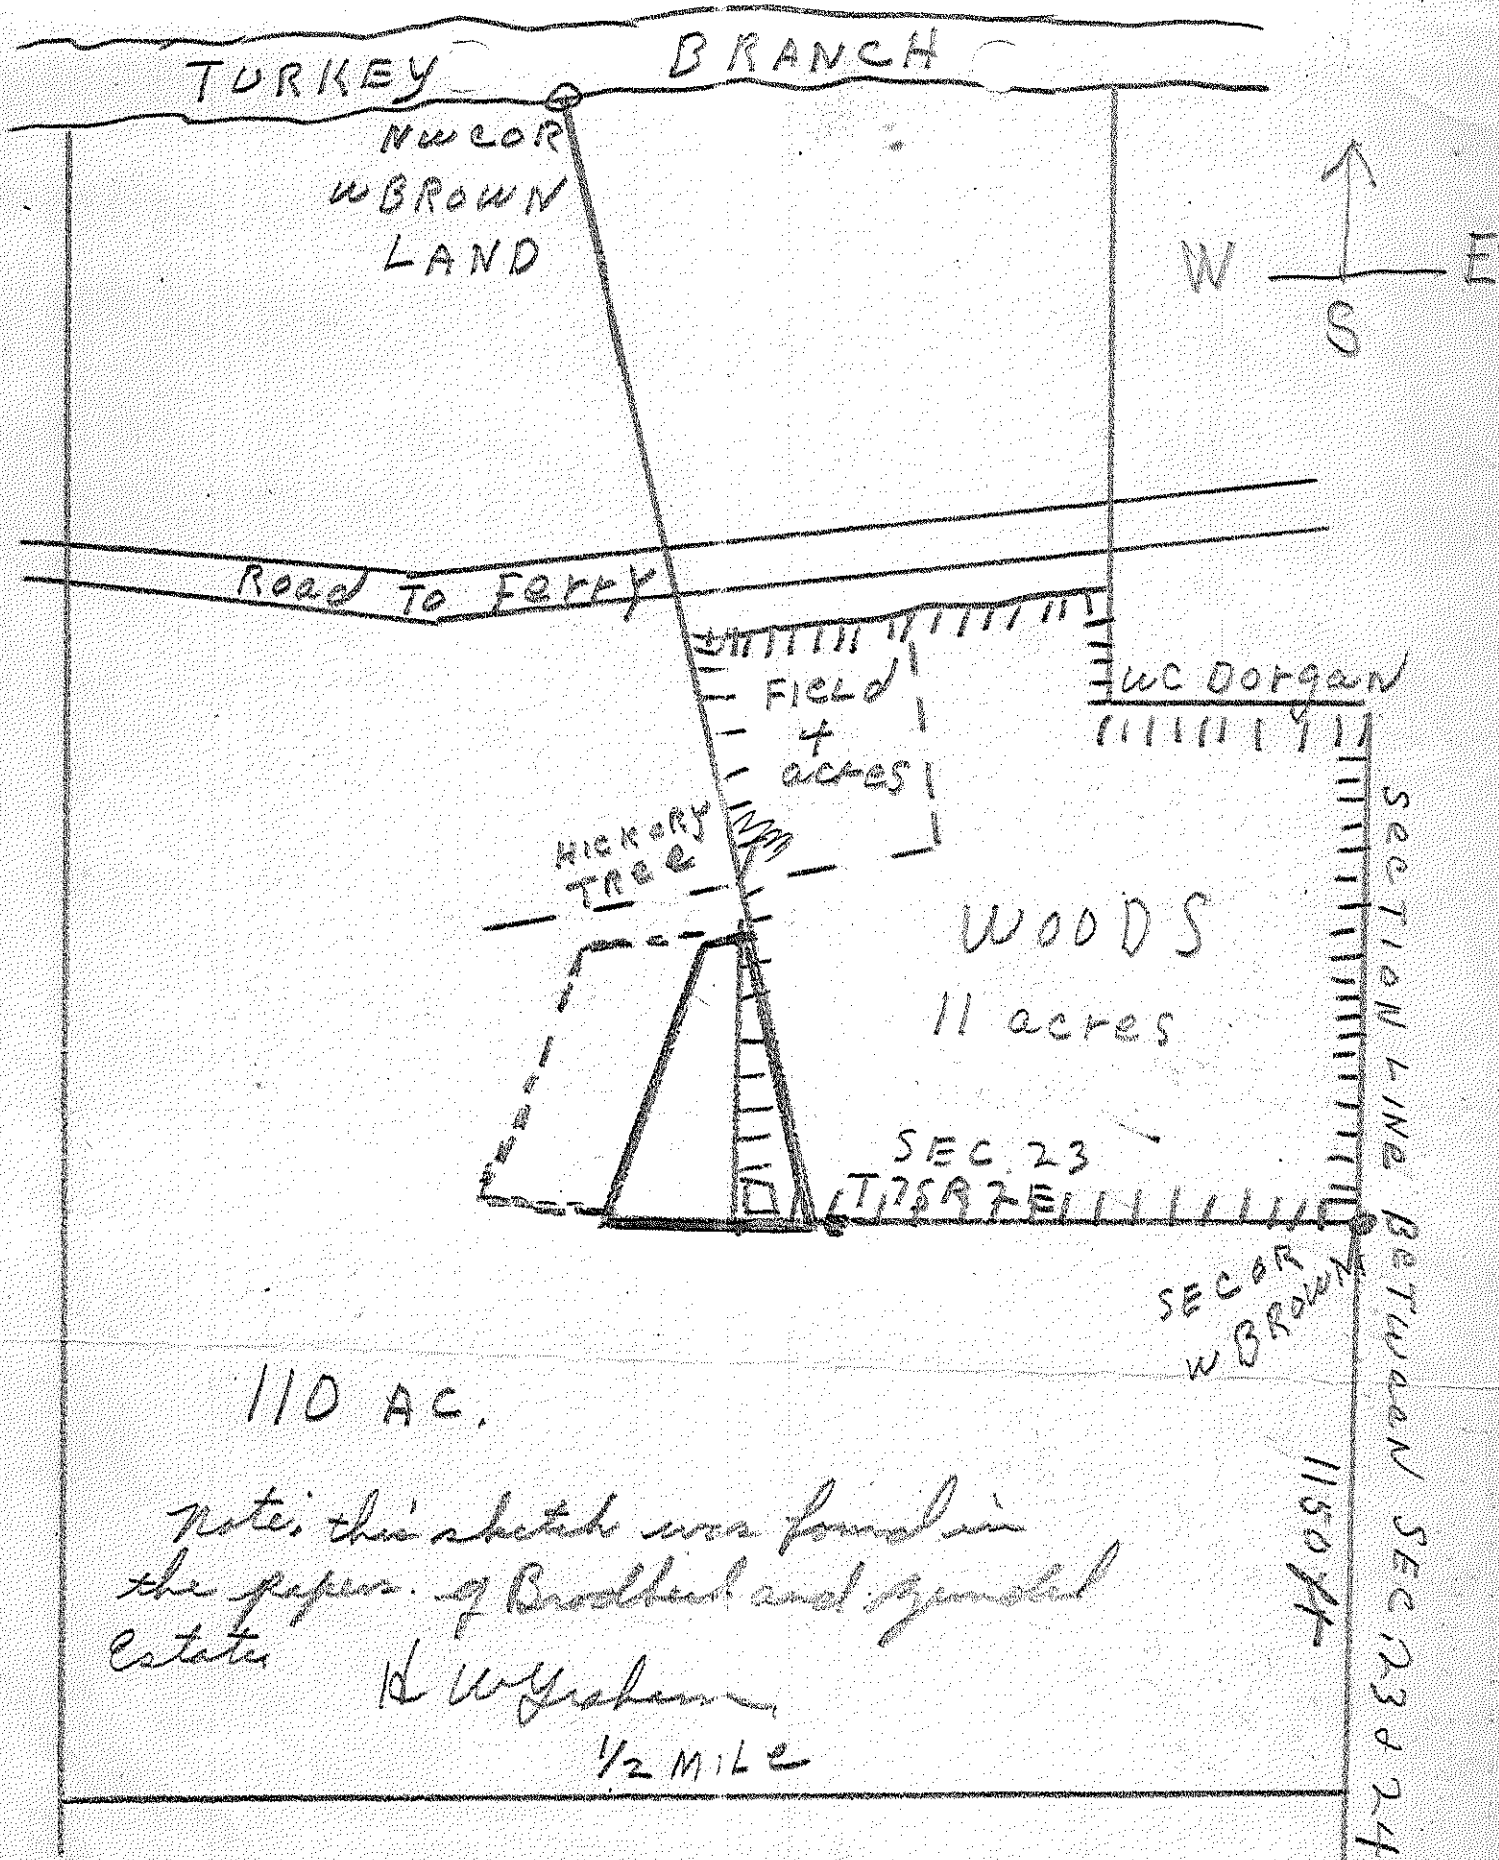 TURKEY BRANCH
NW COR
W BROWN
LAND
W E
S
Road To Ferry
WC Dorgan
FIELD
+
acres
HICKORY
TREE
WOODS
11 acres
SEC. 23
SECTION LINE BETWEEN SEC 23 & 24
SE COR
W BROWN
110 AC.
1150 ft
Note: this sketch was found in
the papers of and
Estate
H W Graham
1/2 MILE